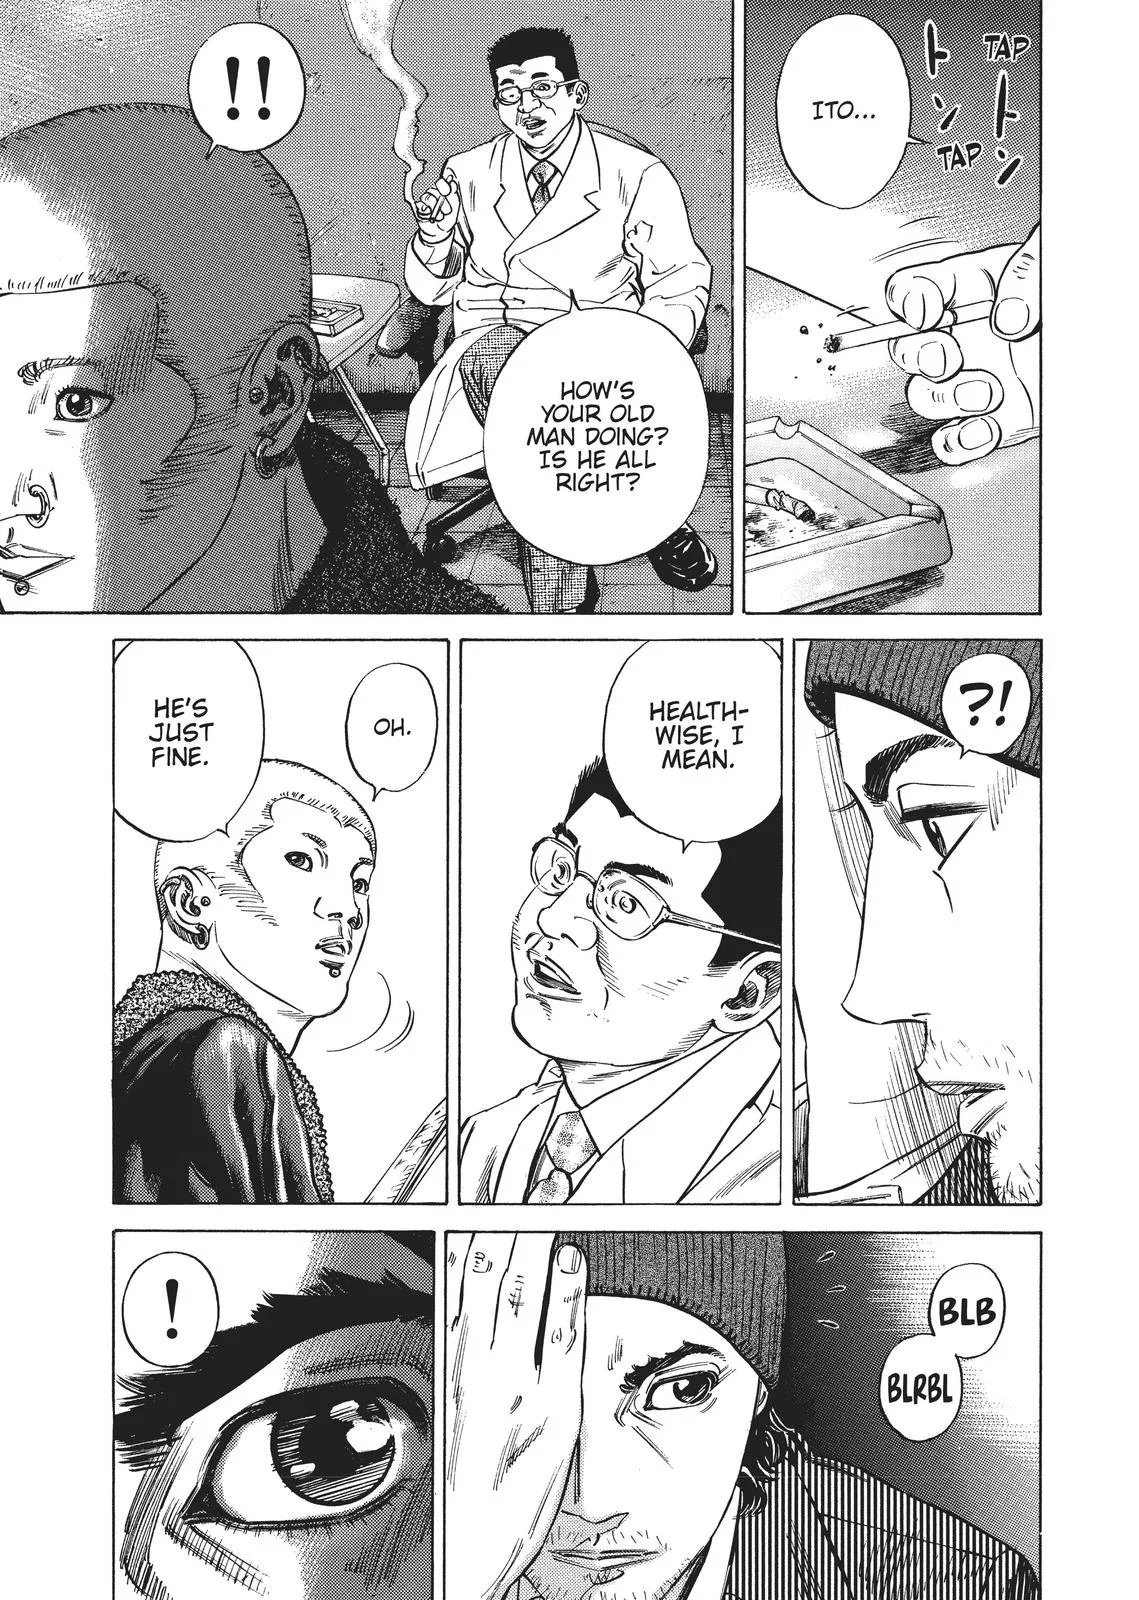 ITO...
トン
TAP
トン
TAP
!!
HOW'S
YOUR OLD
MAN DOING?
IS HE ALL
RIGHT?
?!
HEALTH-
WISE, I
MEAN.
OH.
HE'S
JUST
FINE.
BLB
BLRBL
!